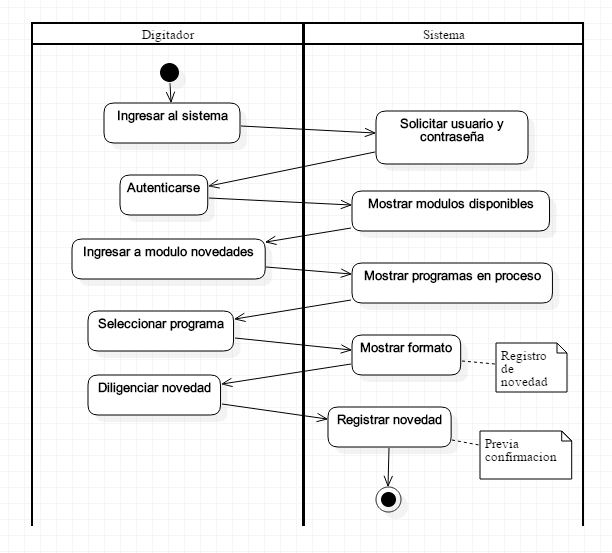 Digitador
Sistema
Ingresar al sistema
Solicitar usuario y
contraseña
Autenticarse
Mostrar modulos disponibles
Ingresar a modulo novedades
Mostrar programas en proceso
Seleccionar programa
Mostrar formato
Registro
de
novedad
Diligenciar novedad
Registrar novedad
Previa
confirmacion